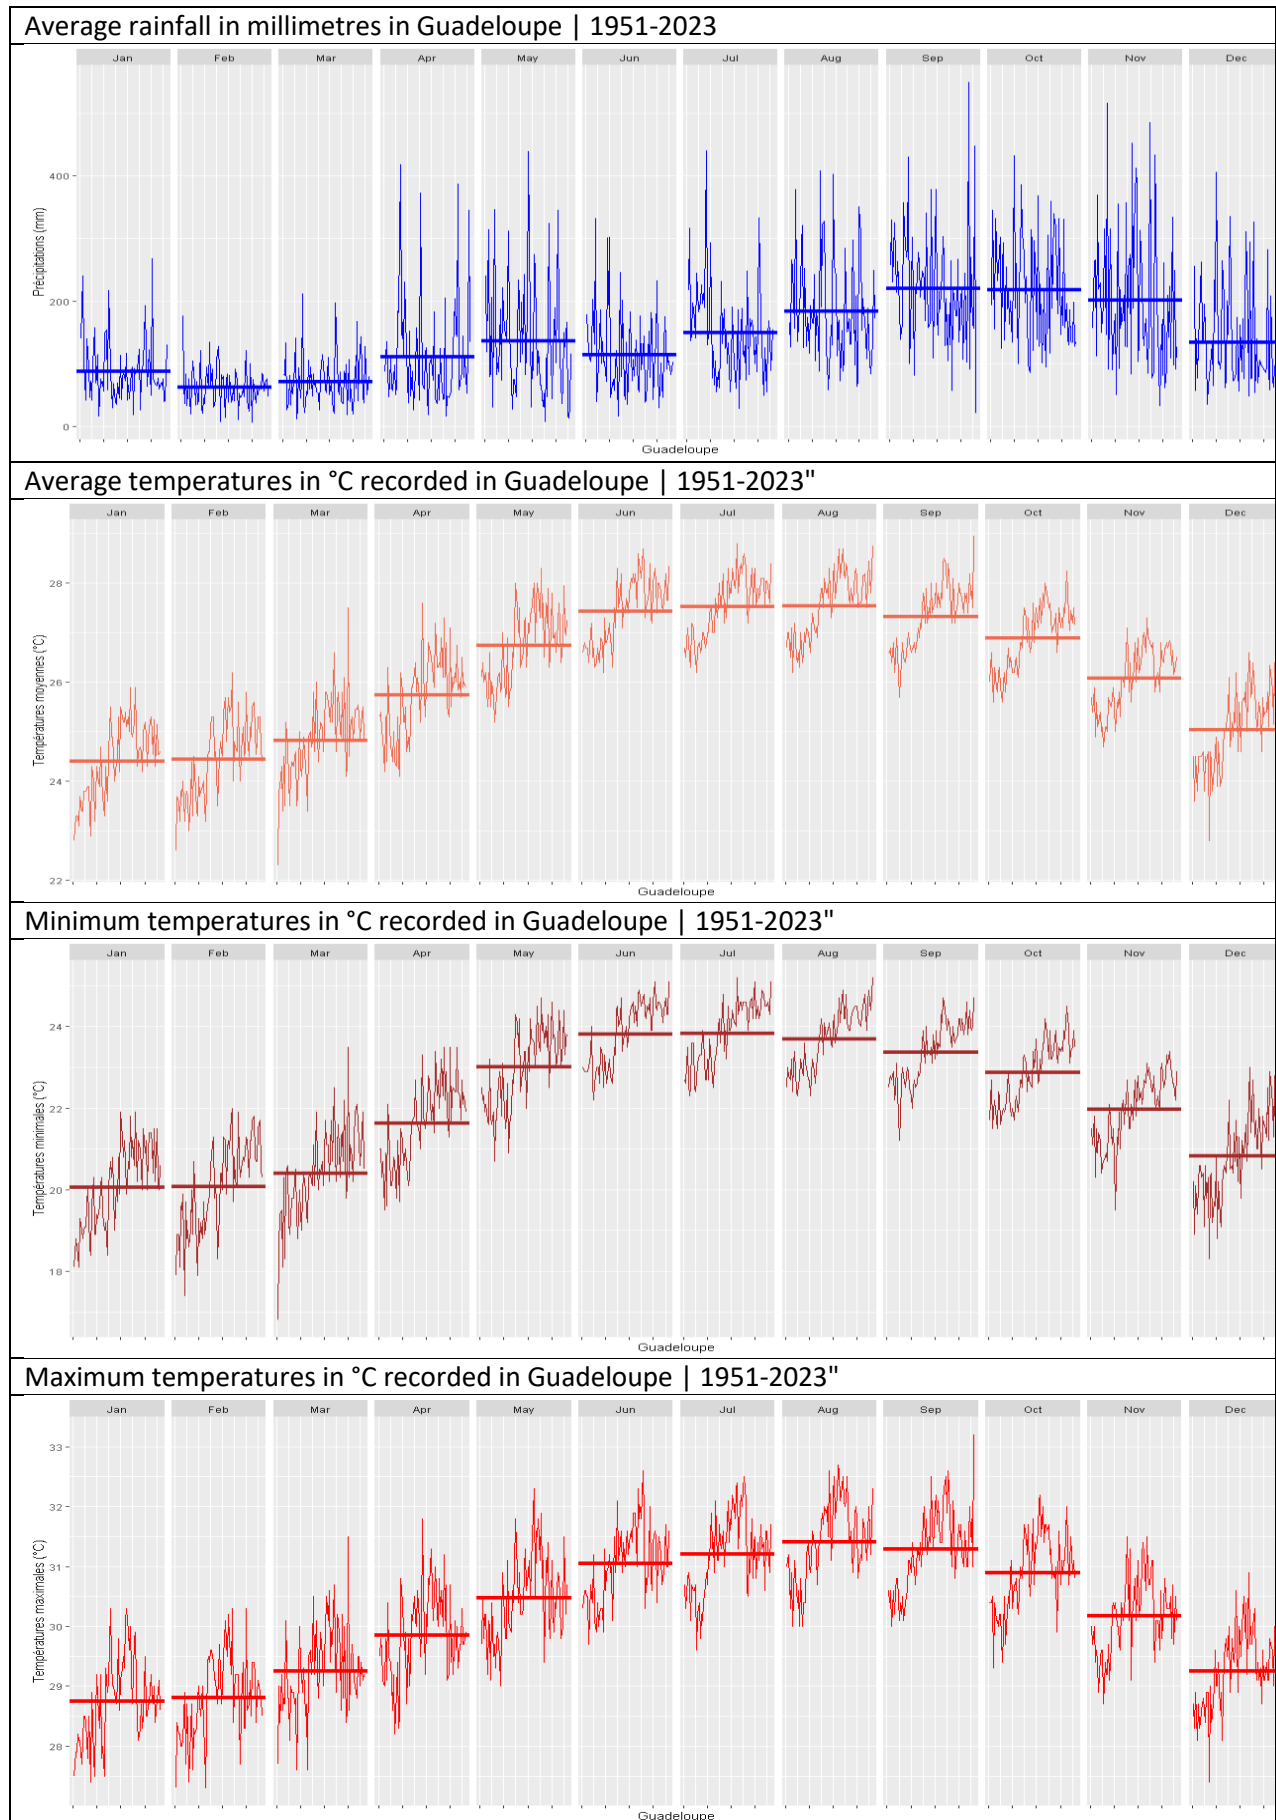 Average rainfall in millimetres in Guadeloupe | 1951-2023
Jan Feb Mar Apr May Jun Jul Aug Sep Oct Nov Dec
Précipitations (mm)
400
200
0
Guadeloupe
Average temperatures in °C recorded in Guadeloupe | 1951-2023"
Jan Feb Mar Apr May Jun Jul Aug Sep Oct Nov Dec
Températures moyennes (°C)
28
26
24
22
Guadeloupe
Minimum temperatures in °C recorded in Guadeloupe | 1951-2023"
Jan Feb Mar Apr May Jun Jul Aug Sep Oct Nov Dec
Températures minimales (°C)
24
22
20
18
Guadeloupe
Maximum temperatures in °C recorded in Guadeloupe | 1951-2023"
Jan Feb Mar Apr May Jun Jul Aug Sep Oct Nov Dec
Températures maximales (°C)
33
32
31
30
29
28
Guadeloupe